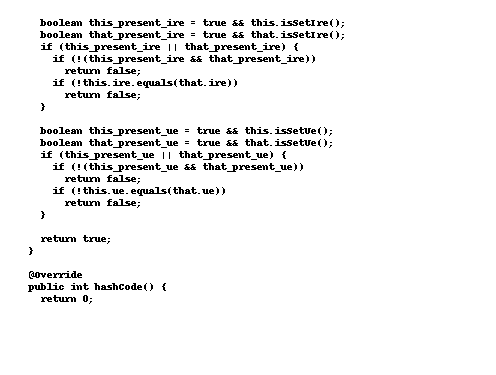 boolean this_present_ire = true && this.isSetIre();
boolean that_present_ire = true && that.isSetIre();
if (this_present_ire || that_present_ire) {
if (!(this_present_ire && that_present_ire))
return false;
if (!this.ire.equals(that.ire))
return false;
}
boolean this_present_ue = true && this.isSetUe();
boolean that_present_ue = true && that.isSetUe();
if (this_present_ue || that_present_ue) {
if (!(this_present_ue && that_present_ue))
return false;
if (!this.ue.equals(that.ue))
return false;
}
return true;
}
@Override
public int hashCode() {
return 0;